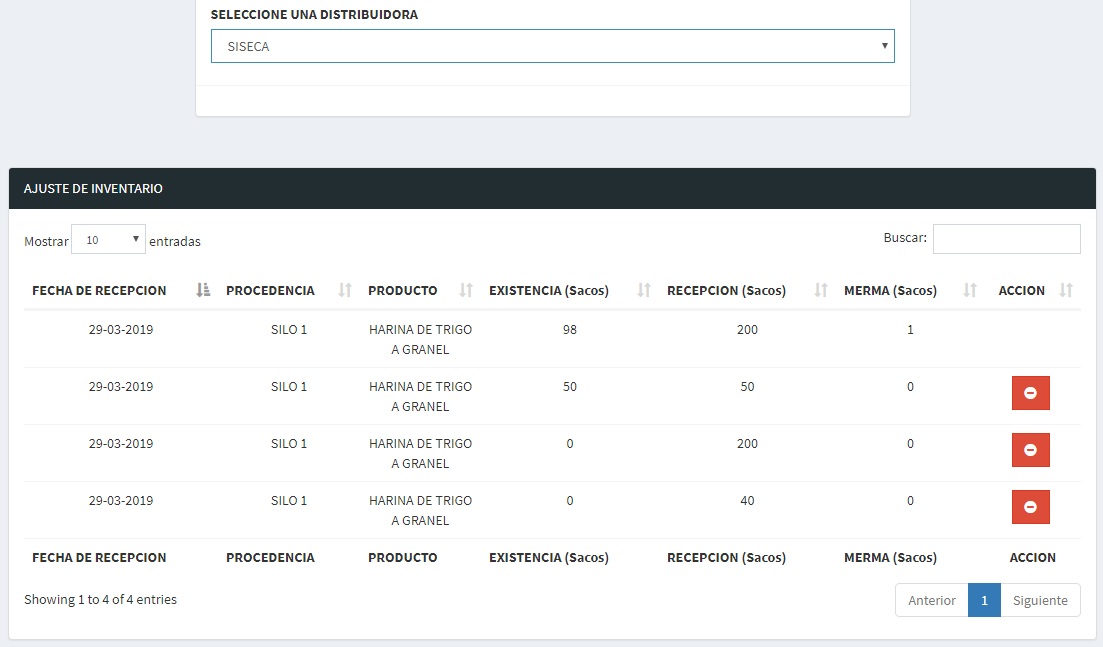 SELECCIONE UNA DISTRIBUIDORA
SISECA
AJUSTE DE INVENTARIO
Mostrar 10 entradas Buscar:
FECHA DE RECEPCION PROCEDENCIA PRODUCTO EXISTENCIA (Sacos) RECEPCION (Sacos) MERMA (Sacos) ACCION
29-03-2019 SILO 1 HARINA DE TRIGO 98 200 1
A GRANEL
29-03-2019 SILO 1 HARINA DE TRIGO 50 50 0
A GRANEL
29-03-2019 SILO 1 HARINA DE TRIGO 0 200 0
A GRANEL
29-03-2019 SILO 1 HARINA DE TRIGO 0 40 0
A GRANEL
FECHA DE RECEPCION PROCEDENCIA PRODUCTO EXISTENCIA (Sacos) RECEPCION (Sacos) MERMA (Sacos) ACCION
Showing 1 to 4 of 4 entries Anterior 1 Siguiente